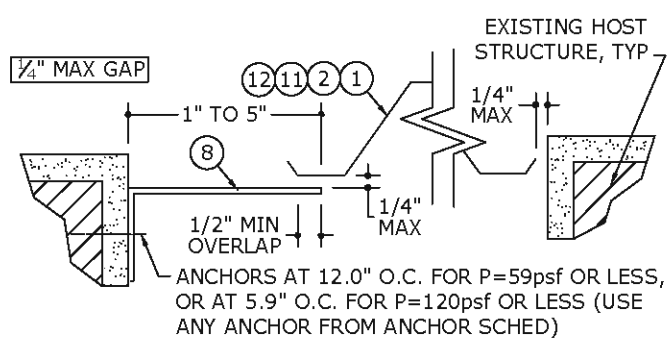 EXISTING HOST
STRUCTURE, TYP
¼" MAX GAP
12 11 2 1
1/4"
MAX
1" TO 5"
8
1/4"
MAX
1/2" MIN
OVERLAP
ANCHORS AT 12.0" O.C. FOR P=59psf OR LESS,
OR AT 5.9" O.C. FOR P=120psf OR LESS (USE
ANY ANCHOR FROM ANCHOR SCHED)